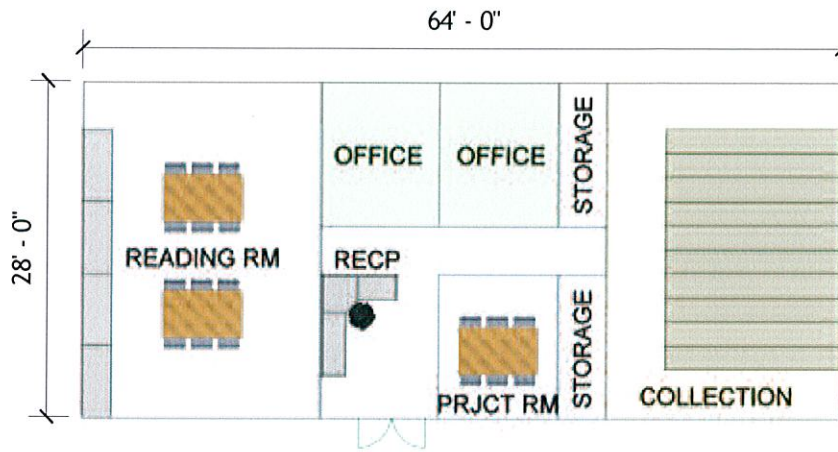 64' - 0"
28' - 0"
OFFICE
OFFICE
STORAGE
READING RM
RECP
STORAGE
PRJCT RM
COLLECTION